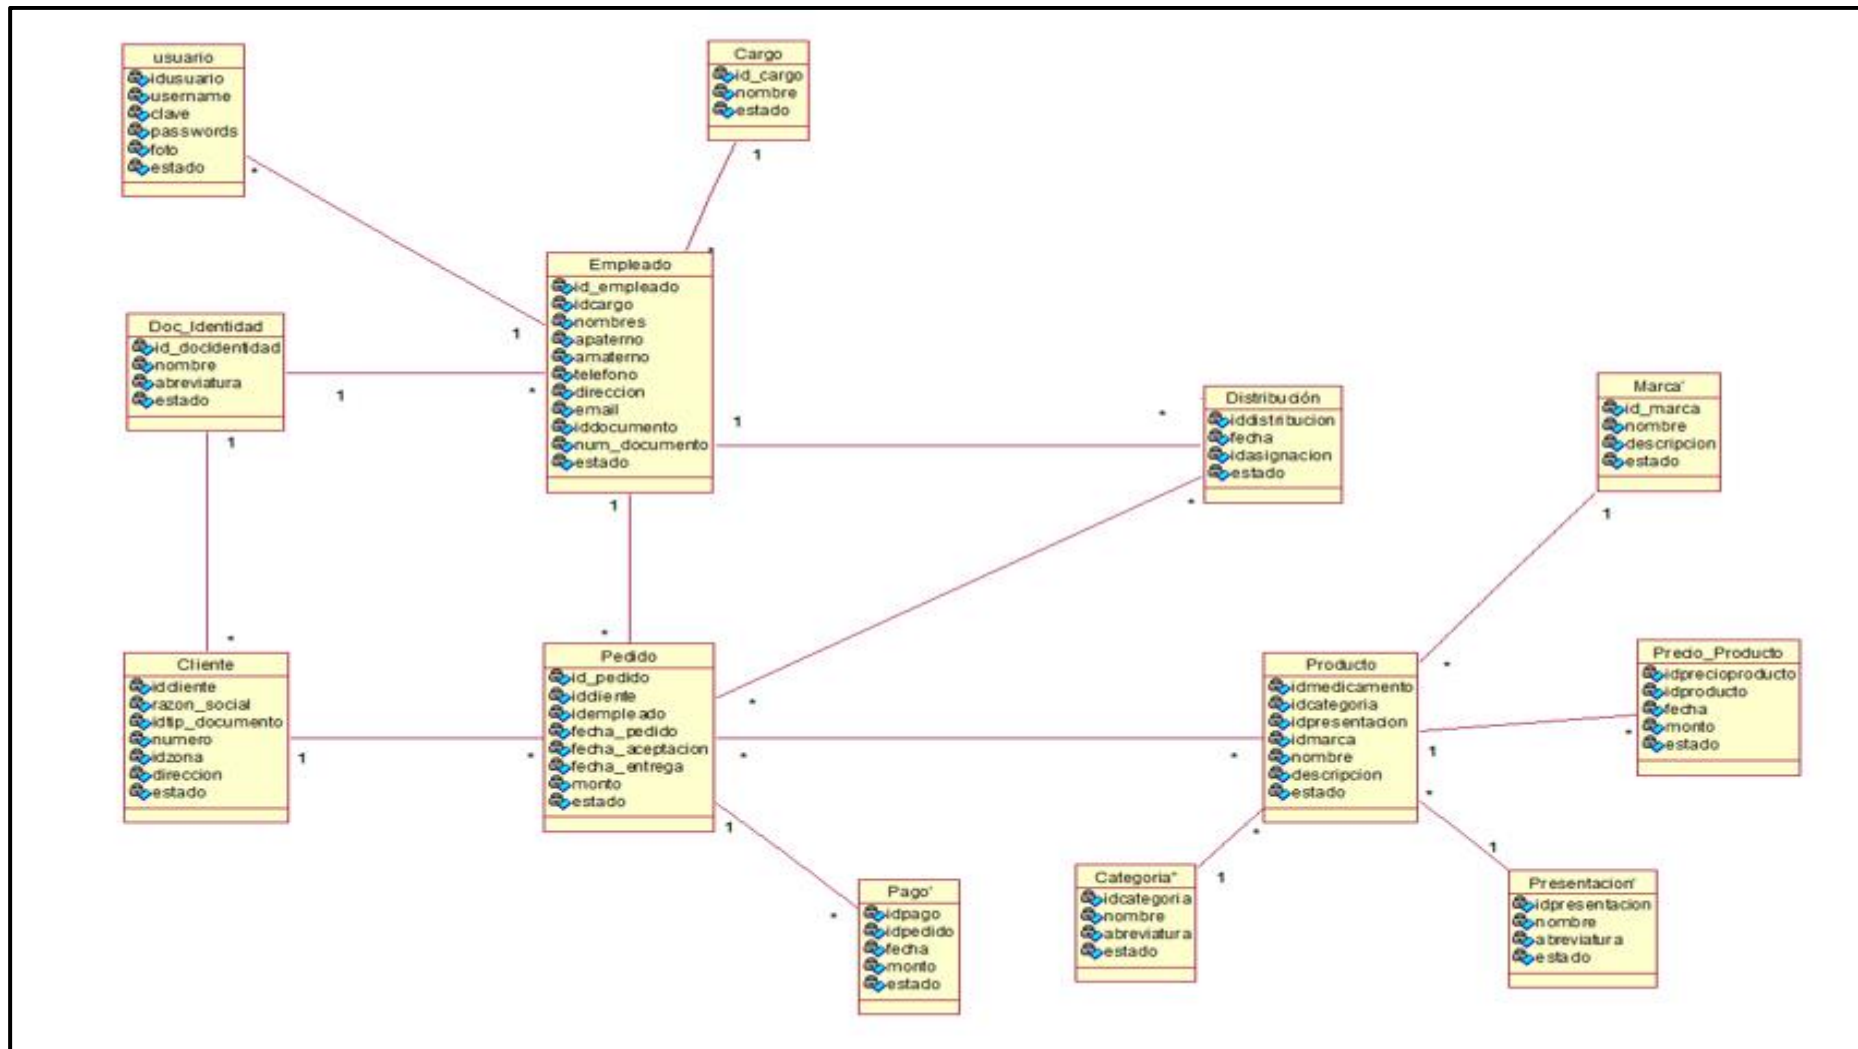 usuario
idusuario
username
clave
passwords
foto
estado
*
1
Cargo
id_cargo
nombre
estado
1
*
Empleado
id_empleado
idcargo
nombres
apaterno
amaterno
telefono
direccion
email
iddocumento
num_documento
estado
Doc_Identidad
id_docIdentidad
nombre
abreviatura
estado
1
*
1
*
1
*
1
*
Distribución
iddistribucion
fecha
idasignacion
estado
*
*
Marca'
id_marca
nombre
descripcion
estado
1
*
Cliente
idcliente
razon_social
idtip_documento
numero
idzona
direccion
estado
1
*
Pedido
id_pedido
idcliente
idempleado
fecha_pedido
fecha_aceptacion
fecha_entrega
monto
estado
*
*
1
*
Producto
idmedicamento
idcategoria
idpresentacion
idmarca
nombre
descripcion
estado
1
*
Precio_Producto
idprecioproducto
idproducto
fecha
monto
estado
*
1
*
1
Pago'
idpago
idpedido
fecha
monto
estado
Categoria"
idcategoria
nombre
abreviatura
estado
Presentacion'
idpresentacion
nombre
abreviatura
estado